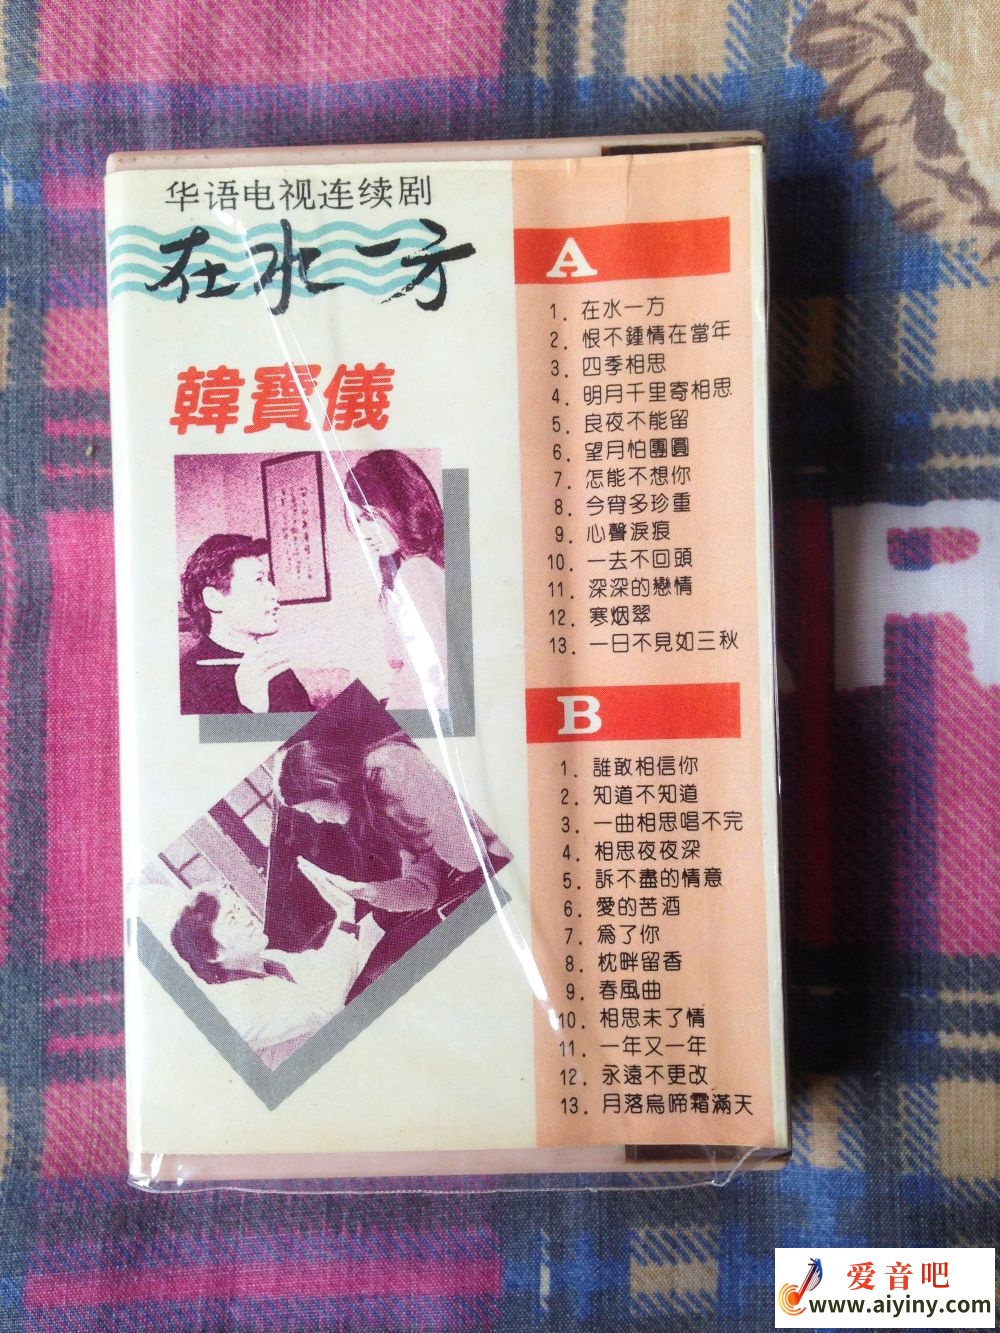 华语电视连续剧
在水一方
韓寶儀
A
1. 在水一方
2. 恨不鍾情在當年
3. 四季相思
4. 明月千里寄相思
5. 良夜不能留
6. 望月怕團圓
7. 怎能不想你
8. 今宵多珍重
9. 心聲淚痕
10. 一去不回頭
11. 深深的戀情
12. 寒烟翠
13. 一日不見如三秋
B
1. 誰敢相信你
2. 知道不知道
3. 一曲相思唱不完
4. 相思夜夜深
5. 訴不盡的情意
6. 愛的苦酒
7. 爲了你
8. 枕畔留香
9. 春風曲
10. 相思未了情
11. 一年又一年
12. 永遠不更改
13. 月落烏啼霜滿天
爱音吧
www.aiyiny.com